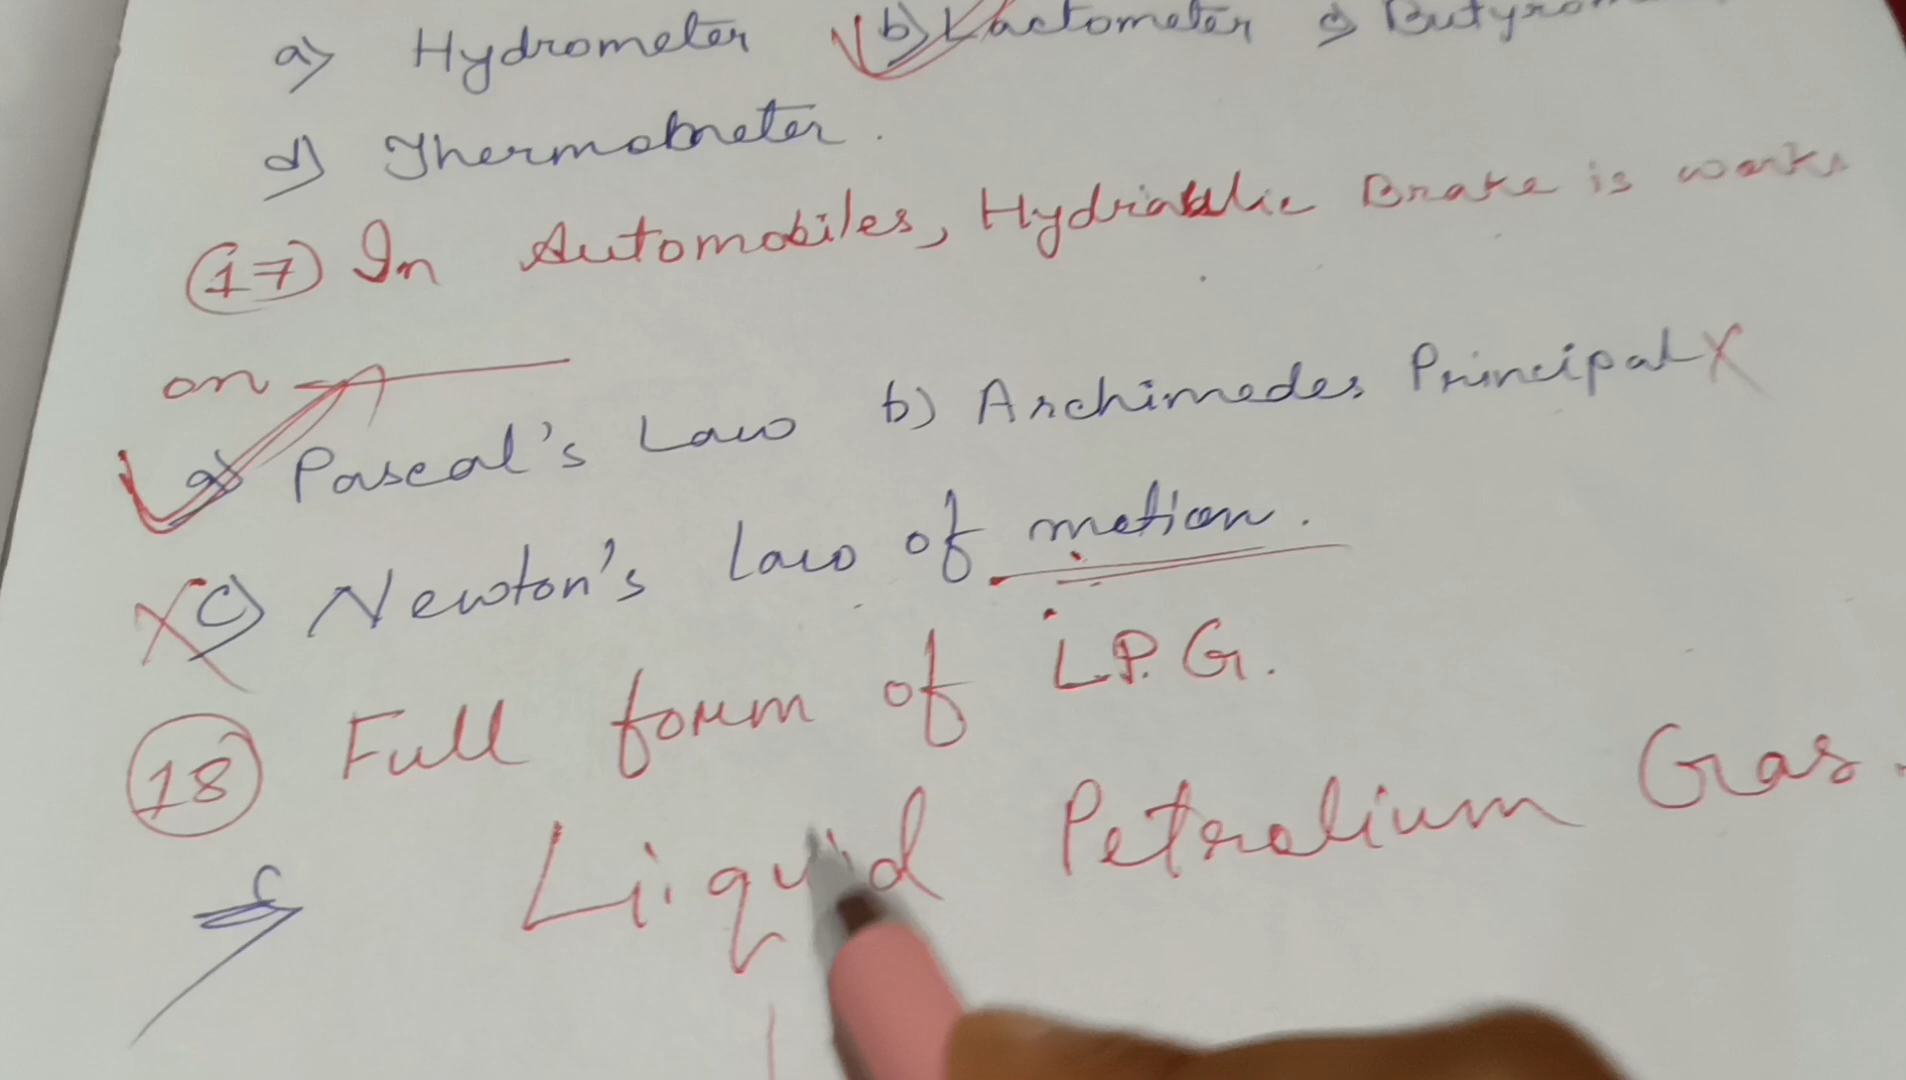 a) Hydrometer b) Lactometer c)
d) Thermometer.
(17) In Automobiles, Hydraulic Brake is works
on
a) Pascal's Law b) Archimedes Principal
c) Newton's law of motion.
(18) Full form of L.P.G.
Liquid Petrolium Gas.